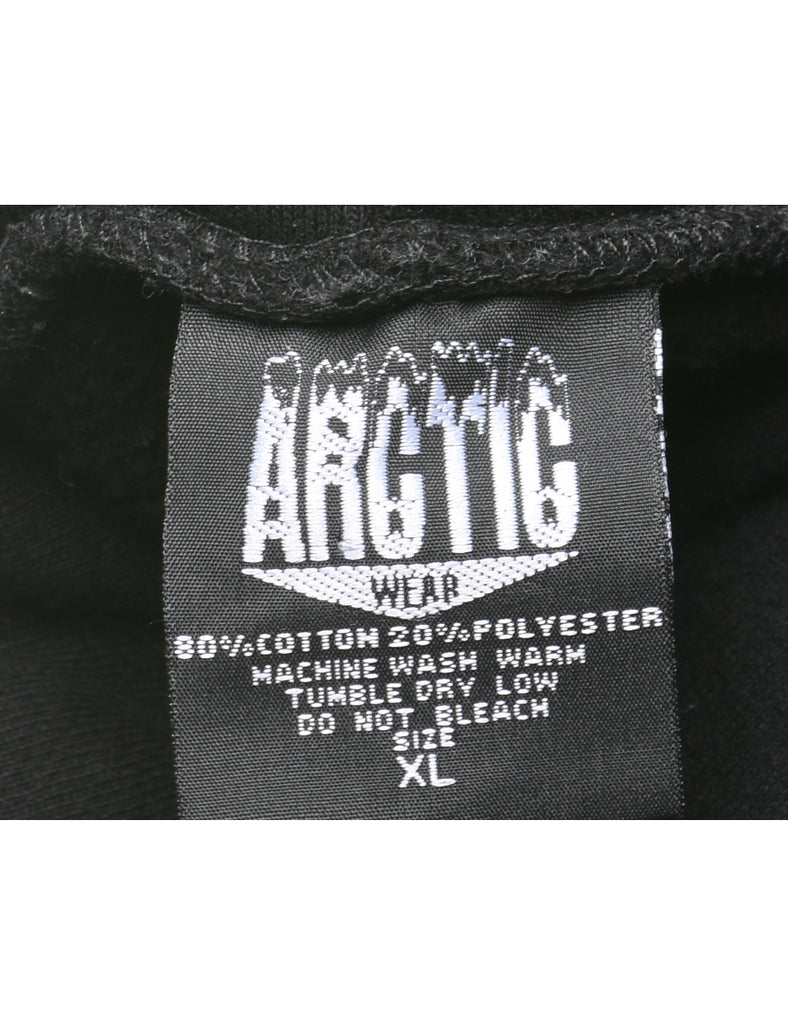 ARCTIC
WEAR
80% COTTON 20% POLYESTER
MACHINE WASH WARM
TUMBLE DRY LOW
DO NOT BLEACH
SIZE
XL